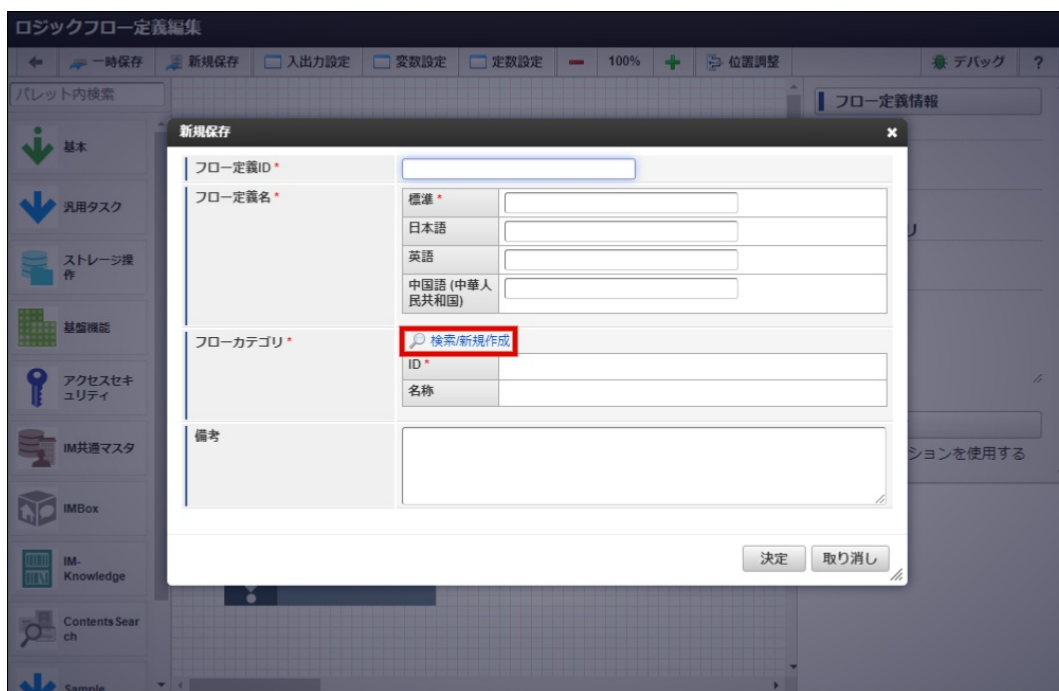 ロジックフロー定義編集
一時保存 新規保存 入出力設定 変数設定 定数設定 100% 位置調整 デバッグ ?
パレット内検索
フロー定義情報
基本
汎用タスク
ストレージ操
作
基盤機能
アクセスセキ
ュリティ
IM共通マスタ
IMBox
IM-
Knowledge
Contents Sear
ch
Sample
新規保存
フロー定義ID *
フロー定義名 *
標準 *
日本語
英語
中国語 (中華人
民共和国)
フローカテゴリ *
検索/新規作成
ID *
名称
備考
決定 取り消し
リ
ションを使用する